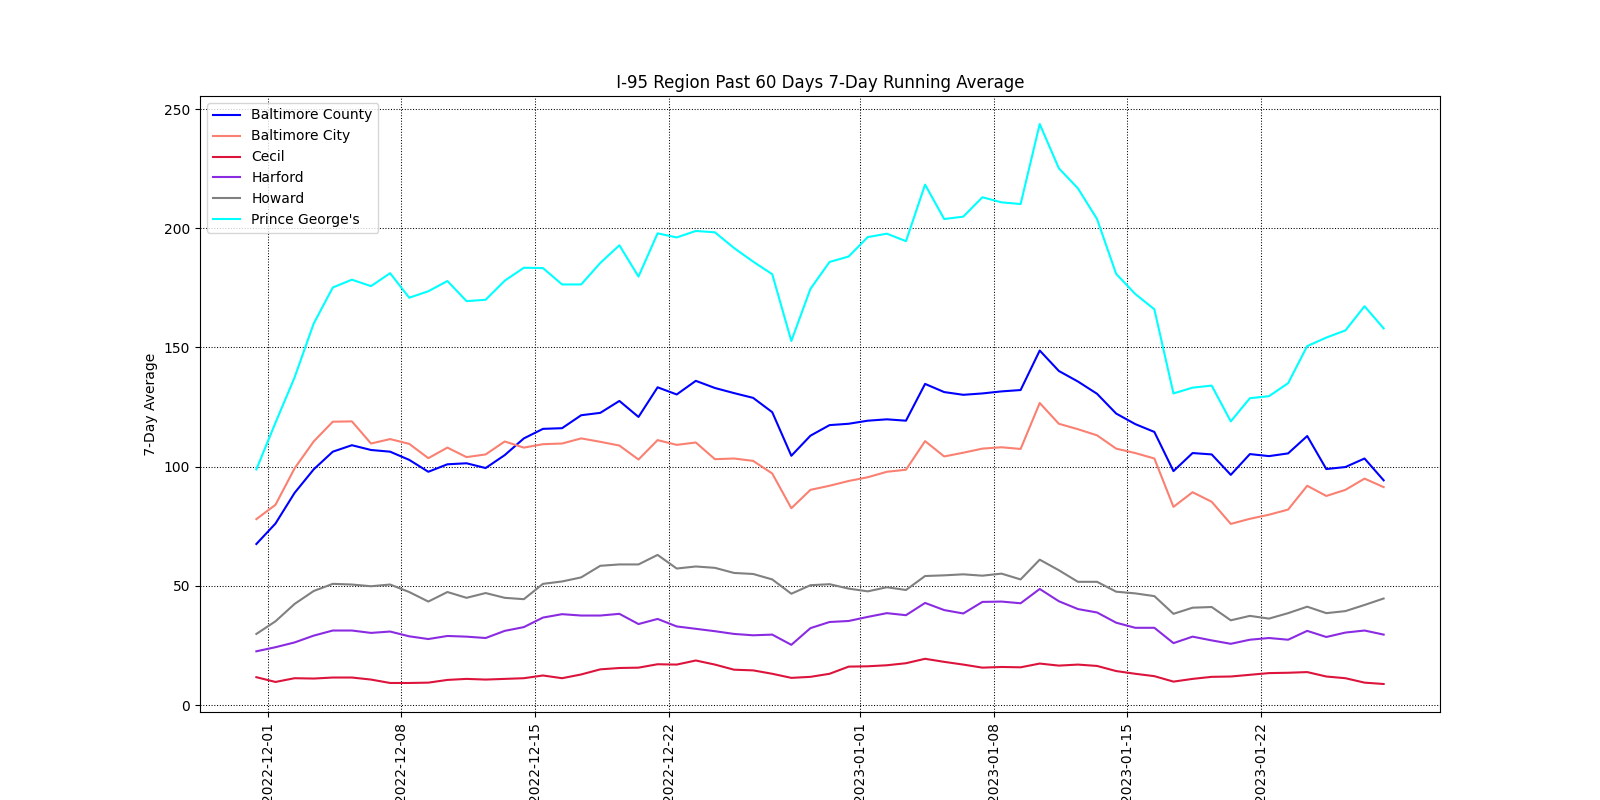 I-95 Region Past 60 Days 7-Day Running Average
250
200
150
100
50
0
7-Day Average
Baltimore County
Baltimore City
Cecil
Harford
Howard
Prince George's
2022-12-01
2022-12-08
2022-12-15
2022-12-22
2023-01-01
2023-01-08
2023-01-15
2023-01-22